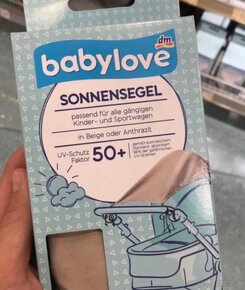 dm
babylove
SONNENSEGEL
passend für alle gängigen
Kinder- und Sportwagen
in Beige oder Anthrazit
UV-Schutz
Faktor
50+